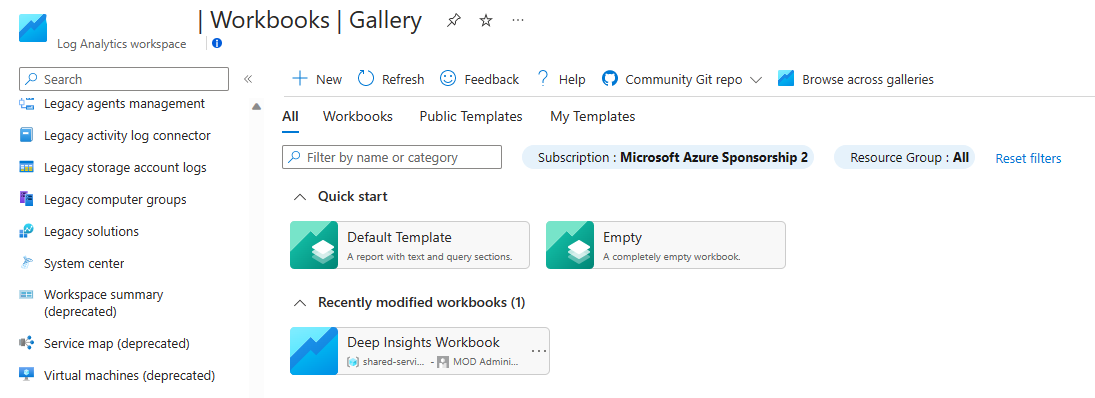 | Workbooks | Gallery
Log Analytics workspace
Search
Legacy agents management
Legacy activity log connector
Legacy storage account logs
Legacy computer groups
Legacy solutions
System center
Workspace summary
(deprecated)
Service map (deprecated)
Virtual machines (deprecated)
New Refresh Feedback Help Community Git repo Browse across galleries
All Workbooks Public Templates My Templates
Filter by name or category Subscription : Microsoft Azure Sponsorship 2 Resource Group : All Reset filters
Quick start
Default Template
A report with text and query sections.
Empty
A completely empty workbook.
Recently modified workbooks (1)
Deep Insights Workbook
shared-servi... - MOD Admini...